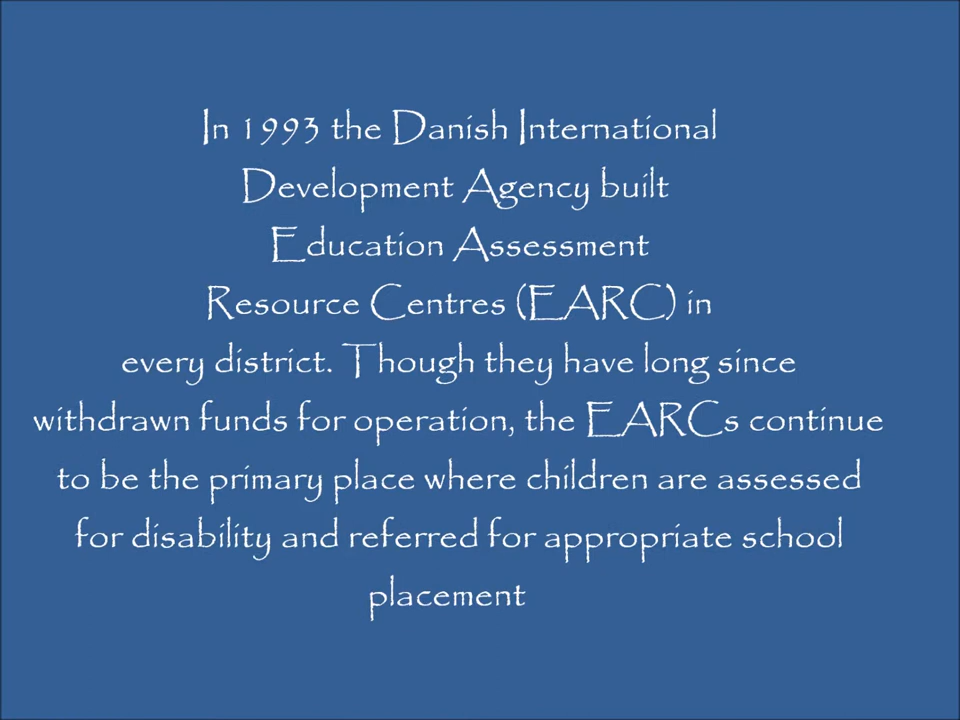 In 1993 the Danish International
Development Agency built
Education Assessment
Resource Centres (EARC) in
every district. Though they have long since
withdrawn funds for operation, the EARCs continue
to be the primary place where children are assessed
for disability and referred for appropriate school
placement